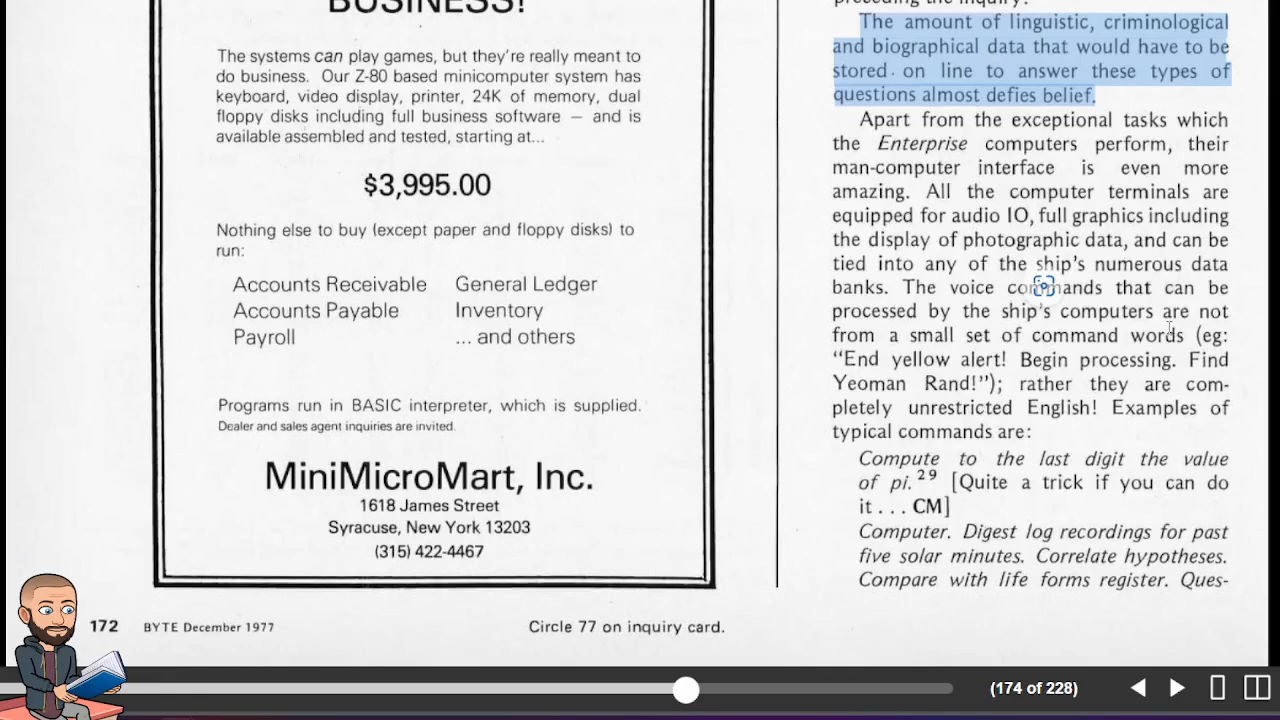 BUSINESS!
The systems can play games, but they're really meant to
do business. Our Z-80 based minicomputer system has
keyboard, video display, printer, 24K of memory, dual
floppy disks including full business software — and is
available assembled and tested, starting at...
$3,995.00
Nothing else to buy (except paper and floppy disks) to
run:
Accounts Receivable General Ledger
Accounts Payable Inventory
Payroll ... and others
Programs run in BASIC interpreter, which is supplied.
Dealer and sales agent inquiries are invited.
MiniMicroMart, Inc.
1618 James Street
Syracuse, New York 13203
(315) 422-4467
preceding the inquiry.
The amount of linguistic, criminological
and biographical data that would have to be
stored on line to answer these types of
questions almost defies belief.
Apart from the exceptional tasks which
the Enterprise computers perform, their
man-computer interface is even more
amazing. All the computer terminals are
equipped for audio IO, full graphics including
the display of photographic data, and can be
tied into any of the ship's numerous data
banks. The voice commands that can be
processed by the ship's computers are not
from a small set of command words (eg:
"End yellow alert! Begin processing. Find
Yeoman Rand!"); rather they are com-
pletely unrestricted English! Examples of
typical commands are:
Compute to the last digit the value
of pi.29 [Quite a trick if you can do
it . . . CM]
Computer. Digest log recordings for past
five solar minutes. Correlate hypotheses.
Compare with life forms register. Ques-
172 BYTE December 1977
Circle 77 on inquiry card.
(174 of 228)